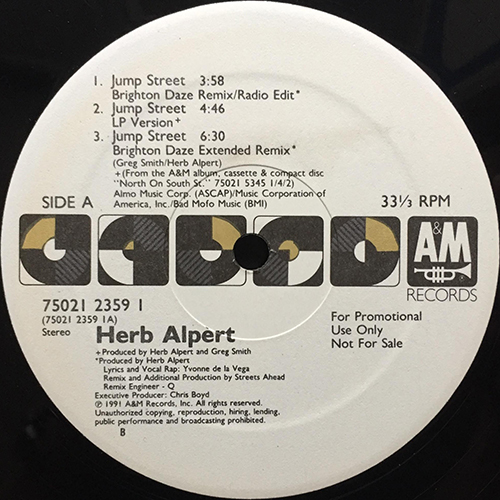 1. Jump Street 3:58
Brighton Daze Remix/Radio Edit*
2. Jump Street 4:46
LP Version+
3. Jump Street 6:30
Brighton Daze Extended Remix*
(Greg Smith/Herb Alpert)
+(From the A&M album, cassette & compact disc
"North On South St." 75021 5345 1/4/2)
Almo Music Corp. (ASCAP)/Music Corporation of
America, Inc./Bad Mofo Music (BMI)
SIDE A
33⅓ RPM
A&M
RECORDS
75021 2359 1
(75021 2359 1A)
Stereo
Herb Alpert
For Promotional
Use Only
Not For Sale
+Produced by Herb Alpert and Greg Smith
*Produced by Herb Alpert
Lyrics and Vocal Rap: Yvonne de la Vega
Remix and Additional Production by Streets Ahead
Remix Engineer - Q
Executive Producer: Chris Boyd
℗ 1991 A&M Records, Inc. All rights reserved.
Unauthorized copying, reproduction, hiring, lending,
public performance and broadcasting prohibited.
B